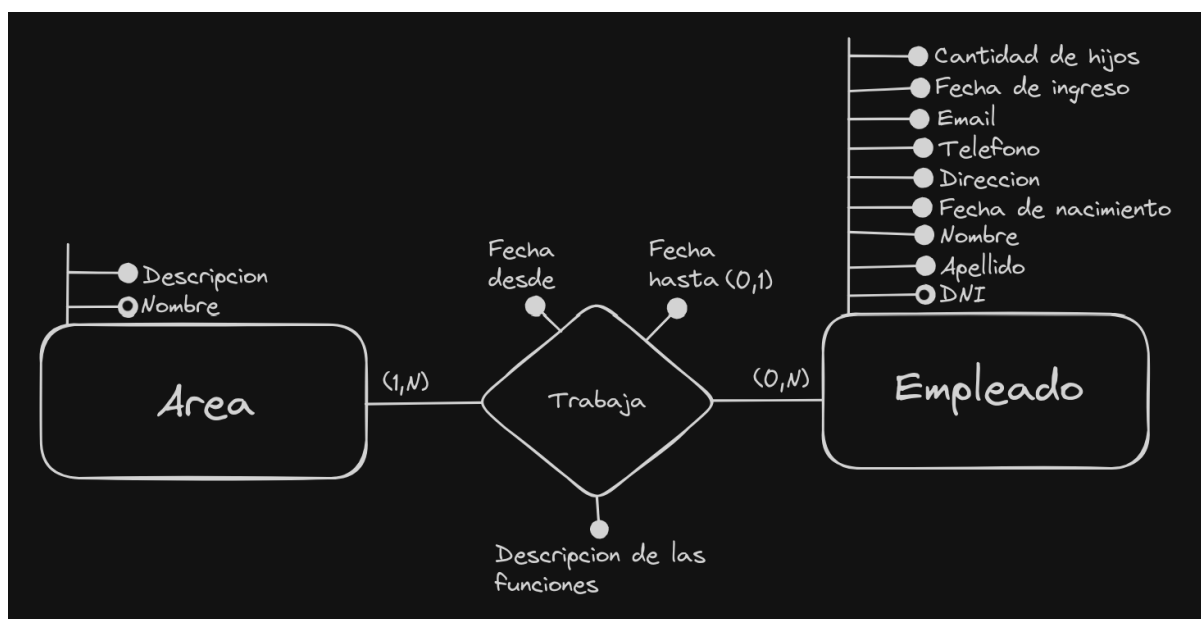 Cantidad de hijos
Fecha de ingreso
Email
Telefono
Direccion
Fecha de nacimiento
Nombre
Apellido
DNI
Descripcion
Nombre
Fecha
desde
Fecha
hasta (0,1)
Area
(1,N)
Trabaja
(0,N)
Empleado
Descripcion de las
funciones